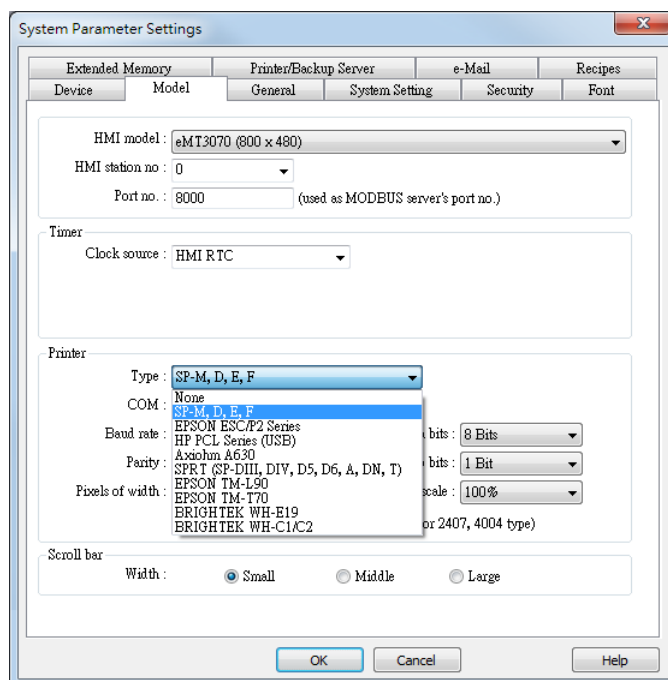 System Parameter Settings
Extended Memory Printer/Backup Server e-Mail Recipes
Device Model General System Setting Security Font
HMI model : eMT3070 (800 x 480)
HMI station no : 0
Port no. : 8000 (used as MODBUS server's port no.)
Timer
Clock source : HMI RTC
Printer
Type : SP-M, D, E, F
None
COM : SP-M, D, E, F
EPSON ESC/P2 Series
Baud rate : HP PCL Series (USB) bits : 8 Bits
Axiohm A630
Parity : SPRT (SP-DIII, DIV, D5, D6, A, DN, T) bits : 1 Bit
EPSON TM-L90
Pixels of width : EPSON TM-T70 scale : 100%
BRIGHTEK WH-E19
BRIGHTEK WH-C1/C2 or 2407, 4004 type)
Scroll bar
Width : Small Middle Large
OK Cancel Help